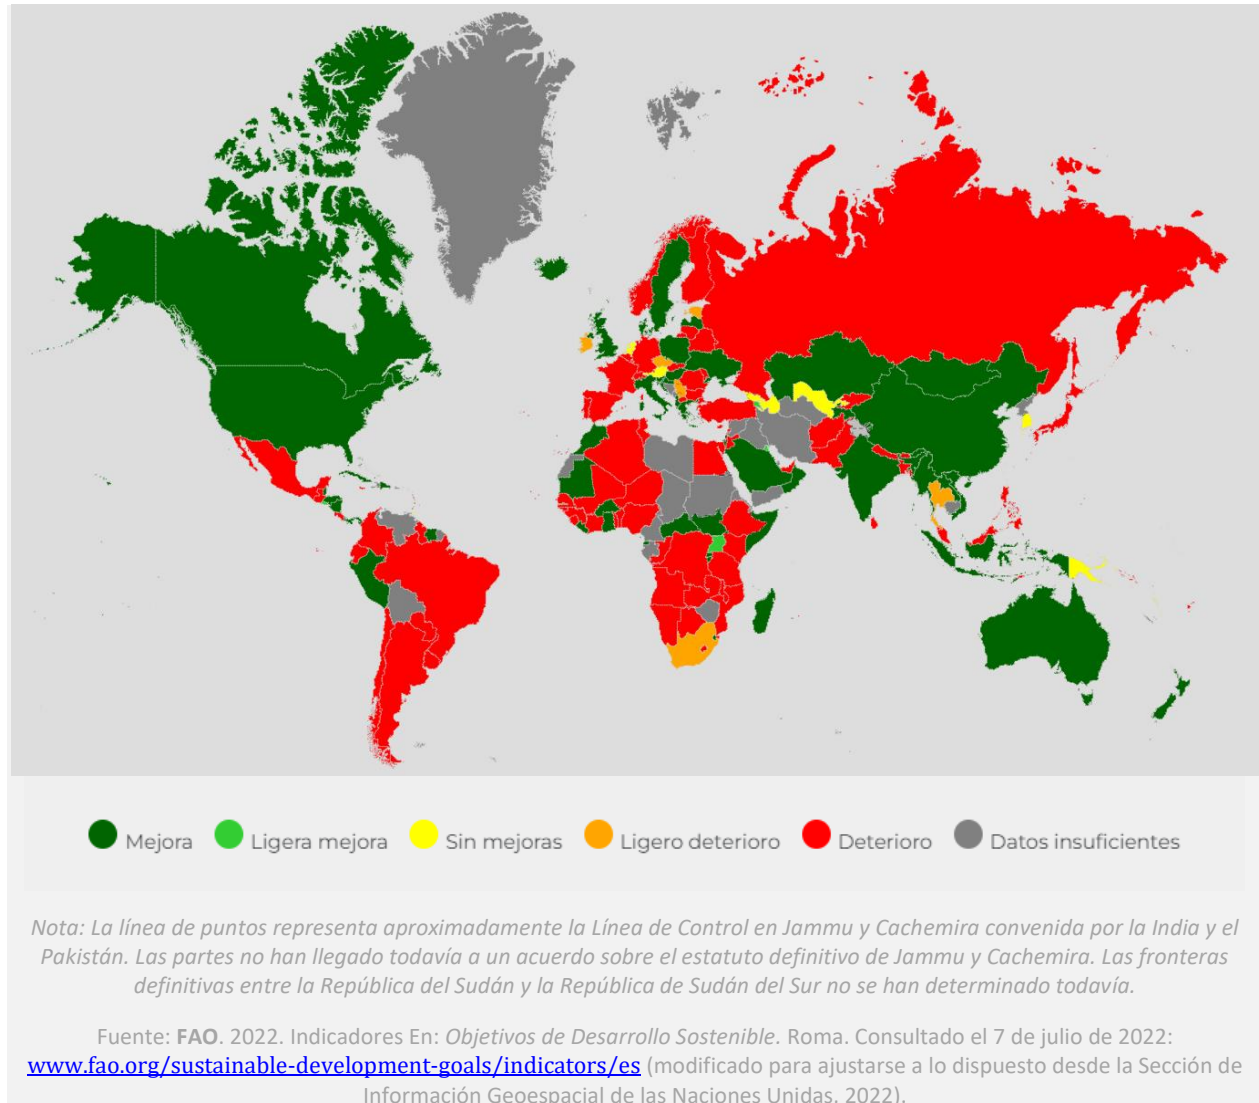 Mejora Ligera mejora Sin mejoras Ligero deterioro Deterioro Datos insuficientes
Nota: La línea de puntos representa aproximadamente la Línea de Control en Jammu y Cachemira convenida por la India y el
Pakistán. Las partes no han llegado todavía a un acuerdo sobre el estatuto definitivo de Jammu y Cachemira. Las fronteras
definitivas entre la República del Sudán y la República de Sudán del Sur no se han determinado todavía.
Fuente: FAO. 2022. Indicadores En: Objetivos de Desarrollo Sostenible. Roma. Consultado el 7 de julio de 2022:
www.fao.org/sustainable-development-goals/indicators/es (modificado para ajustarse a lo dispuesto desde la Sección de
Información Geoespacial de las Naciones Unidas, 2022).